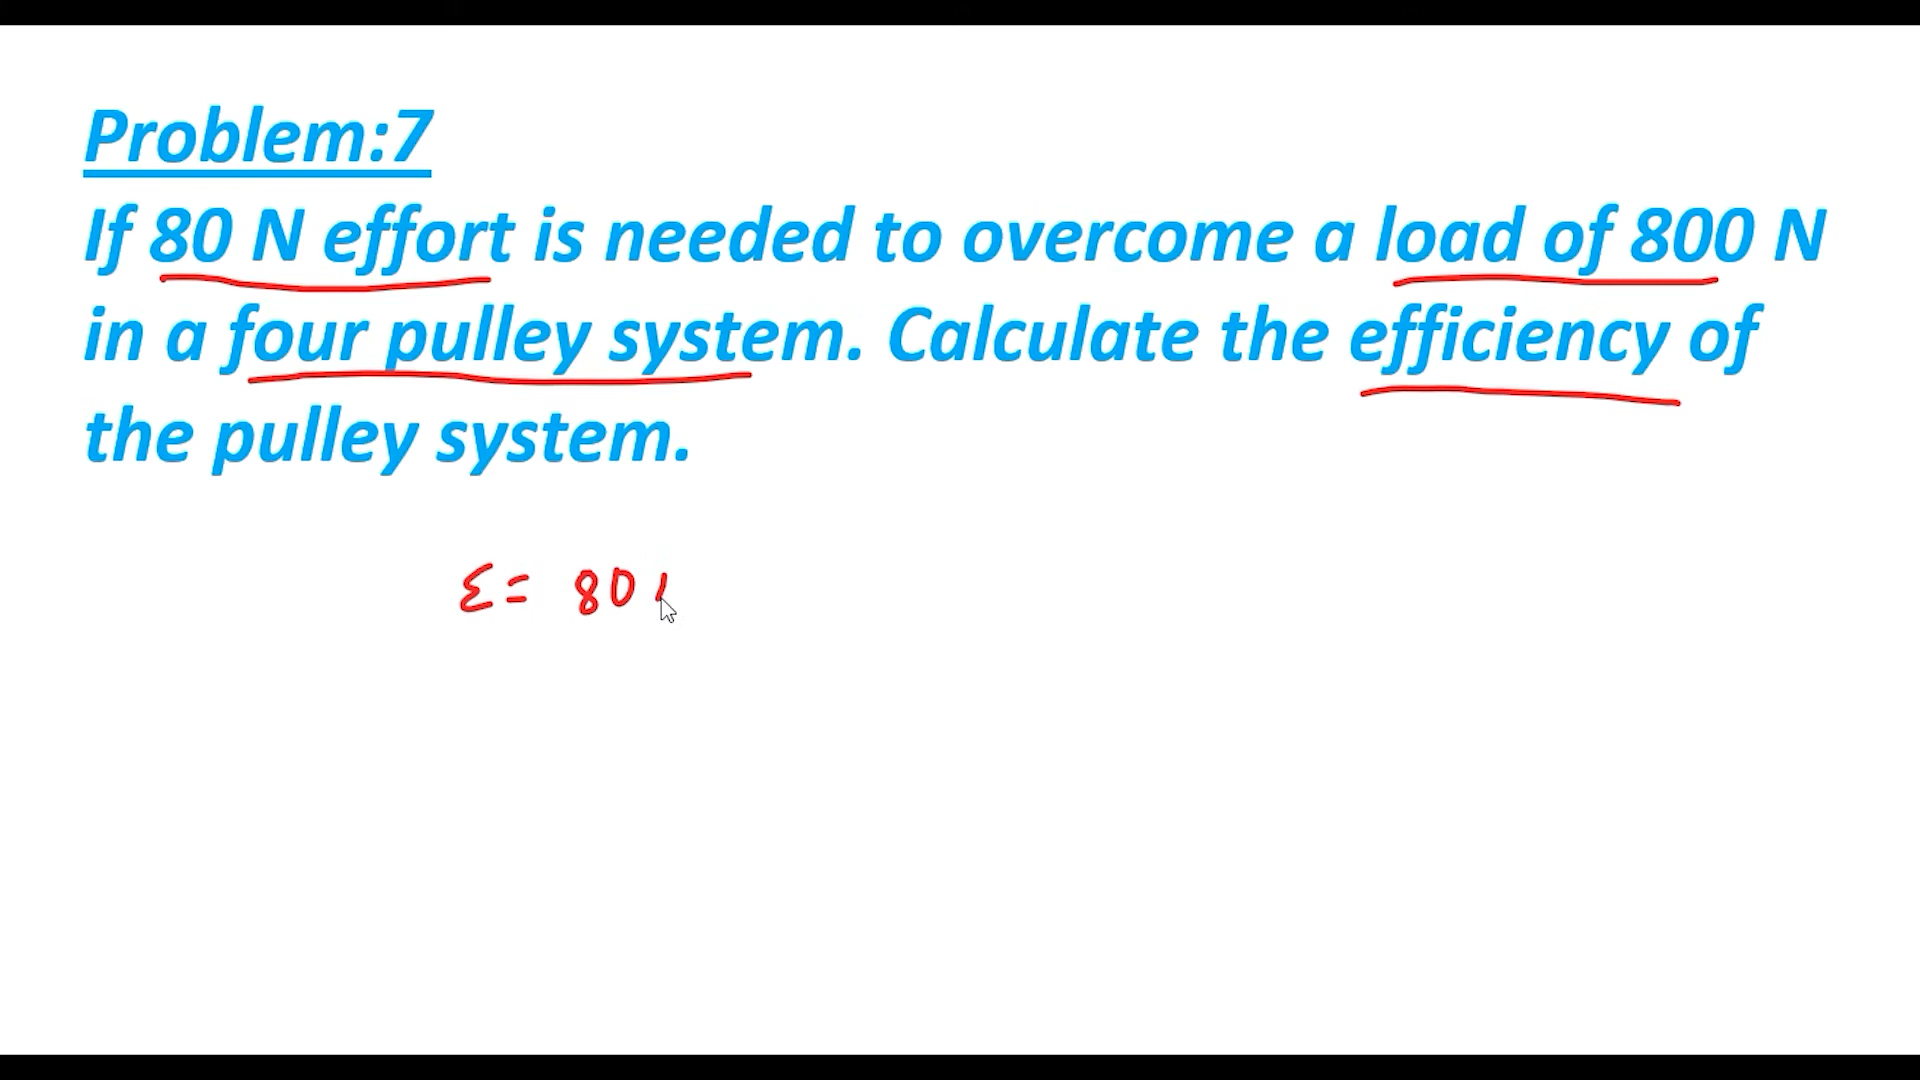 Problem:7
If 80 N effort is needed to overcome a load of 800 N
in a four pulley system. Calculate the efficiency of
the pulley system.
E = 80